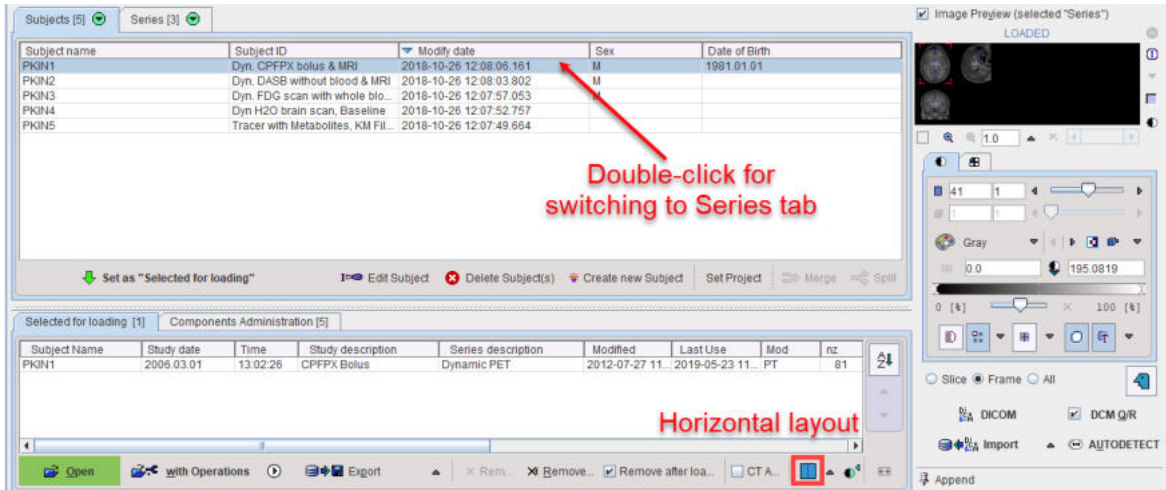 Subjects [5] Series [3]
Subject name Subject ID Modify date Sex Date of Birth
PKIN1 Dyn. CPFPX bolus & MRI 2018-10-26 12:08:06.161 M 1981.01.01
PKIN2 Dyn. DASB without blood & MRI 2018-10-26 12:08:03.802 M
PKIN3 Dyn. FDG scan with whole blo... 2018-10-26 12:07:57.053 M
PKIN4 Dyn H2O brain scan, Baseline 2018-10-26 12:07:52.757
PKIN5 Tracer with Metabolites, KM Fil... 2018-10-26 12:07:49.664
Double-click for
switching to Series tab
Set as "Selected for loading" Edit Subject Delete Subject(s) Create new Subject Set Project Merge Split
Selected for loading [1] Components Administration [5]
Subject Name Study date Time Study description Series description Modified Last Use Mod nz
PKIN1 2006.03.01 13:02:26 CPFPX Bolus Dynamic PET 2012-07-27 11... 2019-05-23 11... PT 81
Horizontal layout
Open with Operations Export Rem... Remove... Remove after loa... CT A...
Image Preview (selected "Series")
LOADED
1.0
41 1
1 1
Gray
0.0 195.0819
0 [%] 100 [%]
Slice Frame All
DICOM DCM Q/R
Import AUTODETECT
Append